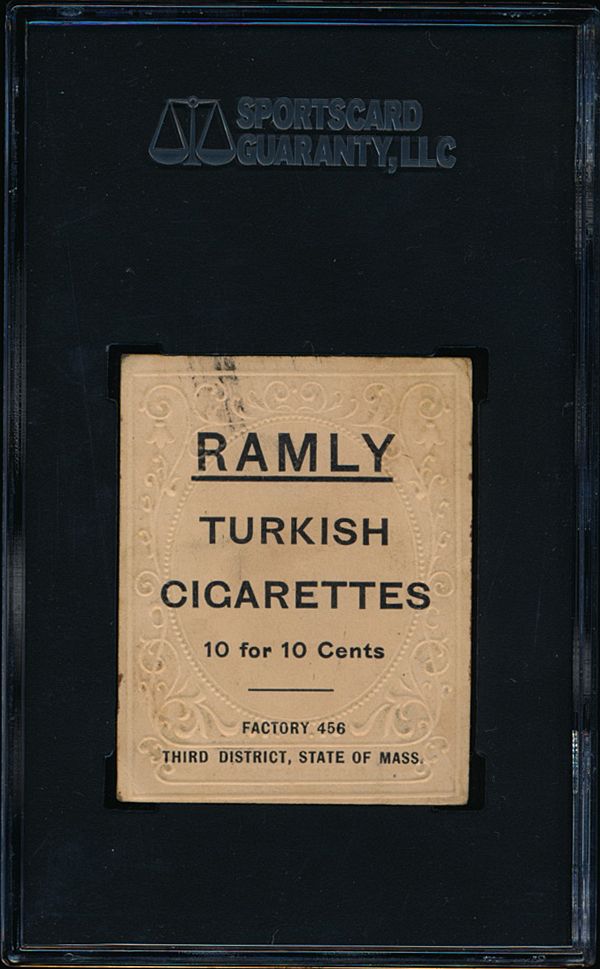 SPORTSCARD
GUARANTY, LLC
RAMLY
TURKISH
CIGARETTES
10 for 10 Cents
FACTORY 456
THIRD DISTRICT, STATE OF MASS.